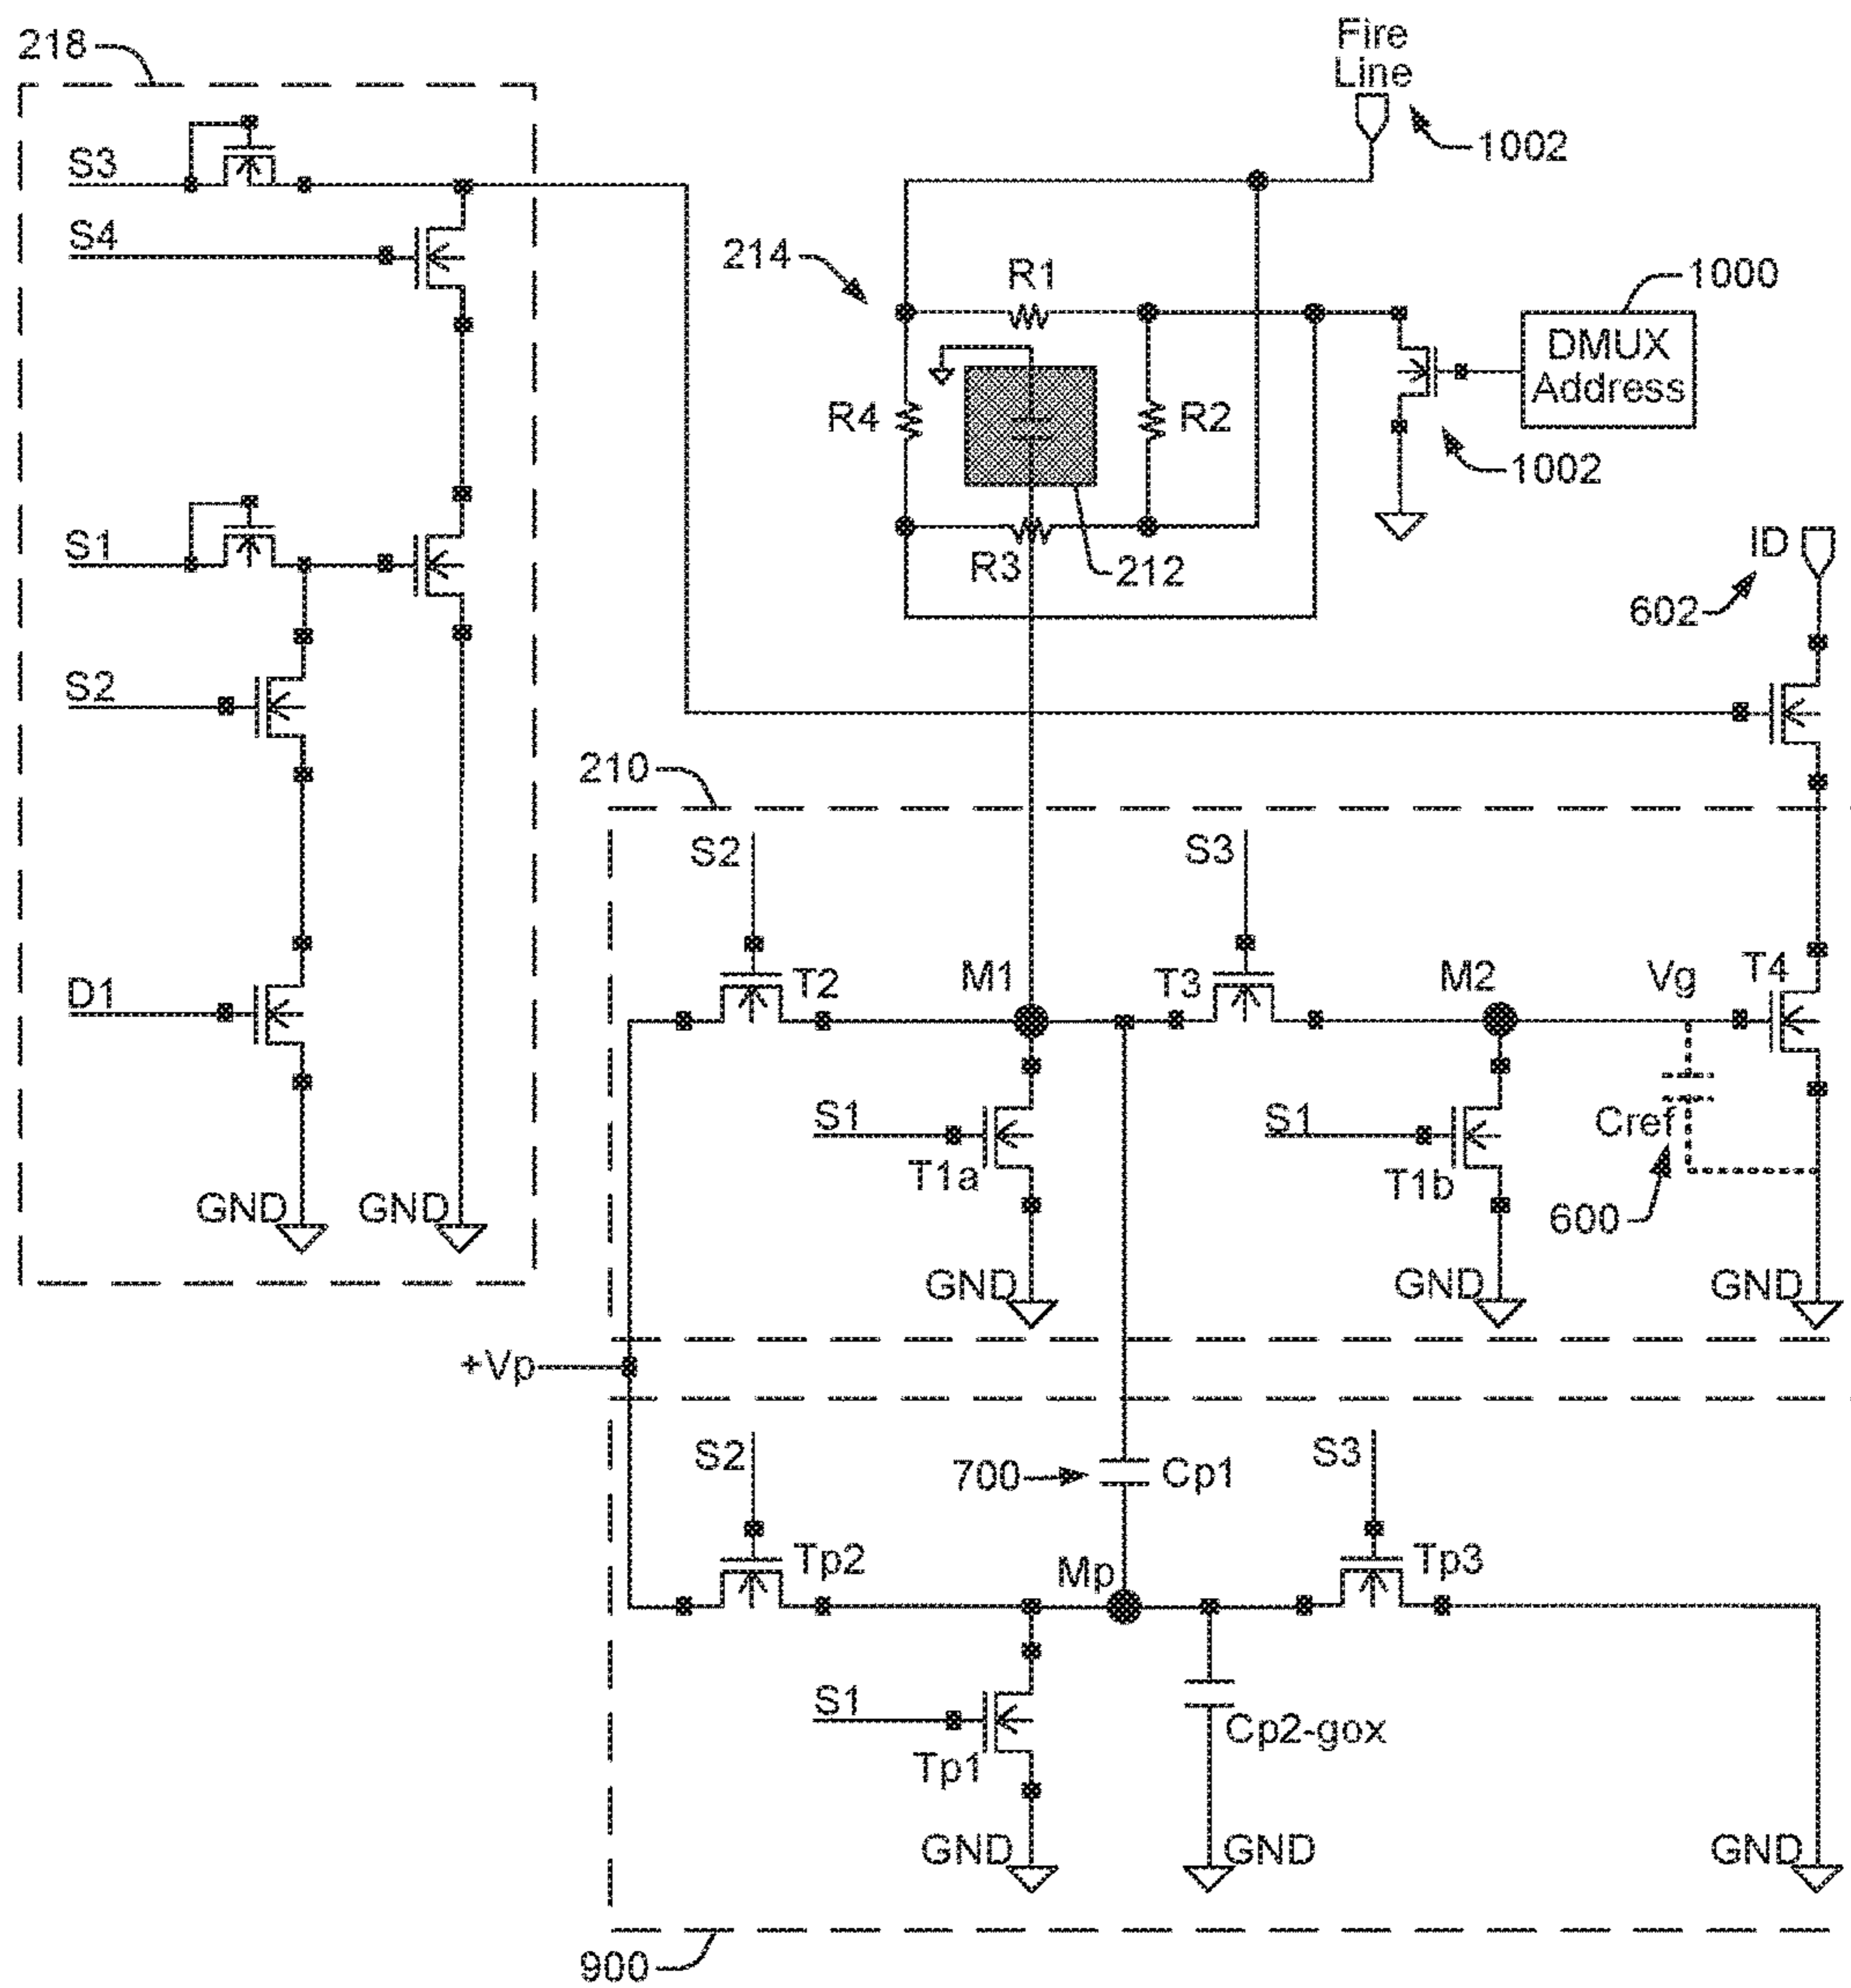 218
Fire
Line
1002
S3
S4
214
R1
1000
DMUX
Address
R4
R2
1002
S1
R3
212
ID
602
S2
210
S2
S3
D1
T2
M1
T3
M2
Vg
T4
S1
T1a
S1
T1b
Cref
600
GND
GND
GND
GND
GND
+Vp
S2
700
Cp1
S3
Tp2
Mp
Tp3
S1
Tp1
Cp2-gox
GND
GND
GND
900